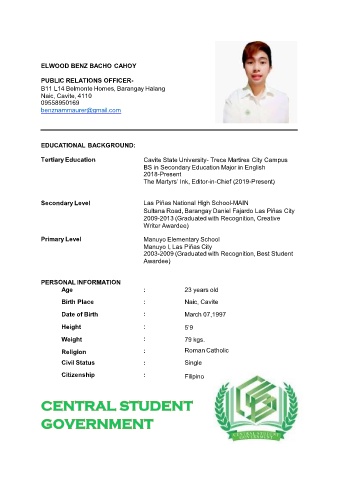 ELWOOD BENZ BACHO CAHOY
PUBLIC RELATIONS OFFICER-
B11 L14 Belmonte Homes, Barangay Halang
Naic, Cavite, 4110
09558950169
benznammaurer@gmail.com
EDUCATIONAL BACKGROUND:
Tertiary Education Cavite State University- Trece Martires City Campus
BS in Secondary Education Major in English
2018-Present
The Martyrs' Ink, Editor-in-Chief (2019-Present)
Secondary Level Las Piñas National High School-MAIN
Sultana Road, Barangay Daniel Fajardo Las Piñas City
2009-2013 (Graduated with Recognition, Creative
Writer Awardee)
Primary Level Manuyo Elementary School
Manuyo I, Las Piñas City
2003-2009 (Graduated with Recognition, Best Student
Awardee)
PERSONAL INFORMATION
Age : 23 years old
Birth Place : Naic, Cavite
Date of Birth : March 07,1997
Height : 5'9
Weight : 79 kgs.
Religion : Roman Catholic
Civil Status : Single
Citizenship : Filipino
CENTRAL STUDENT
GOVERNMENT